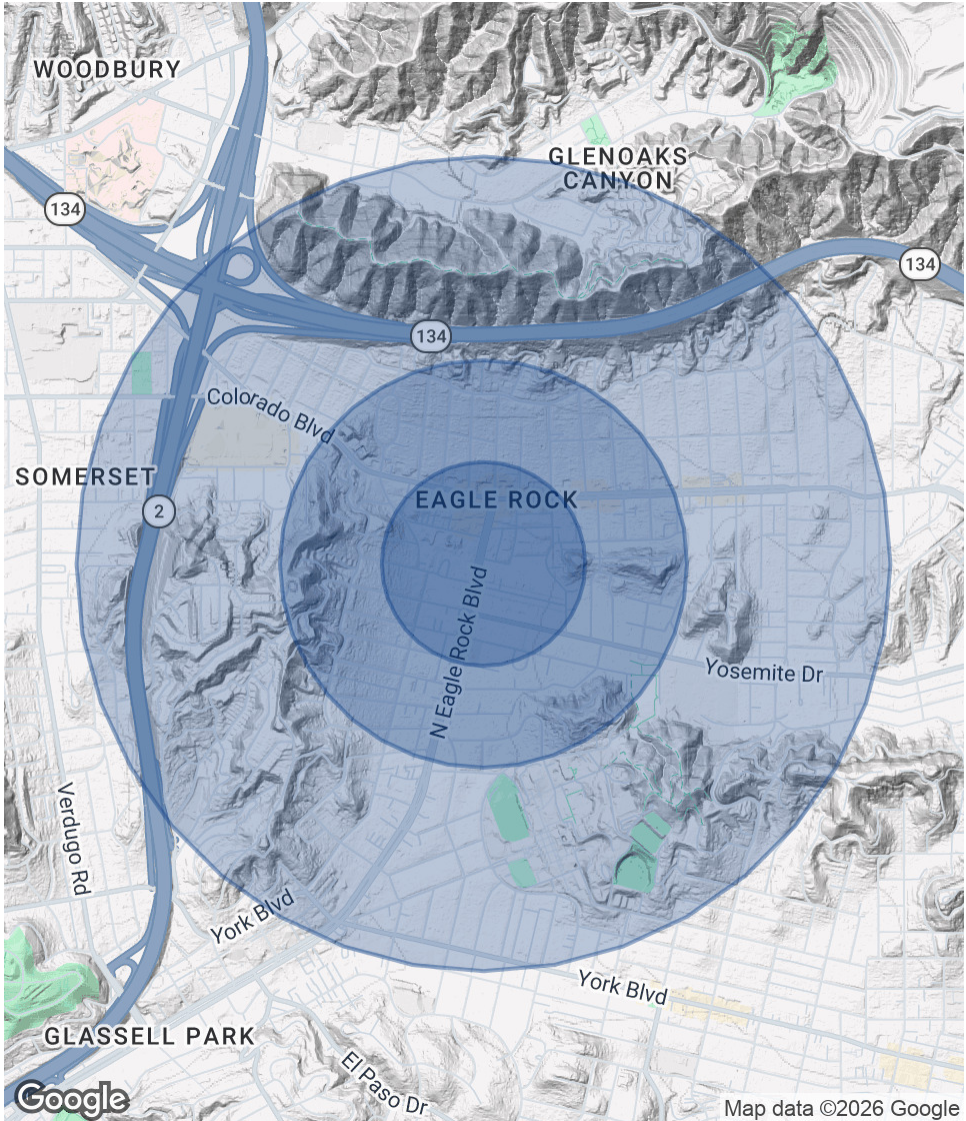 WOODBURY
GLENOAKS
CANYON
134
134
134
Colorado Blvd
SOMERSET
EAGLE ROCK
2
N Eagle Rock Blvd
Yosemite Dr
Verdugo Rd
York Blvd
York Blvd
GLASSELL PARK
El Paso Dr
Google
Map data ©2026 Google